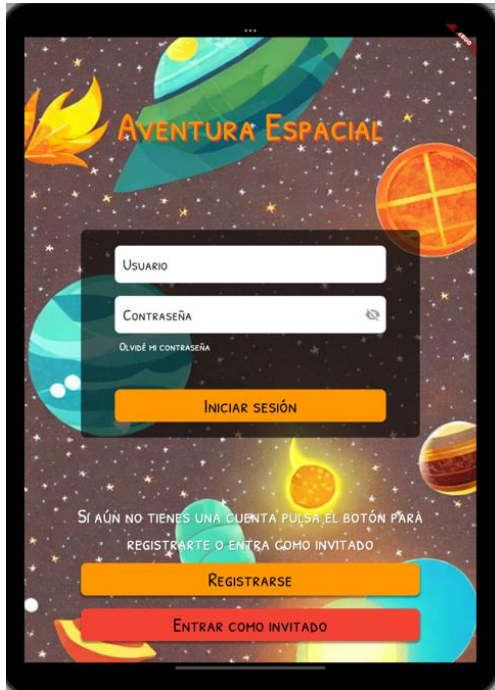 DEBUG
AVENTURA ESPACIAL
USUARIO
CONTRASEÑA
OLVIDÉ MI CONTRASEÑA
INICIAR SESIÓN
SI AÚN NO TIENES UNA CUENTA PULSA EL BOTÓN PARA
REGISTRARTE O ENTRA COMO INVITADO
REGISTRARSE
ENTRAR COMO INVITADO